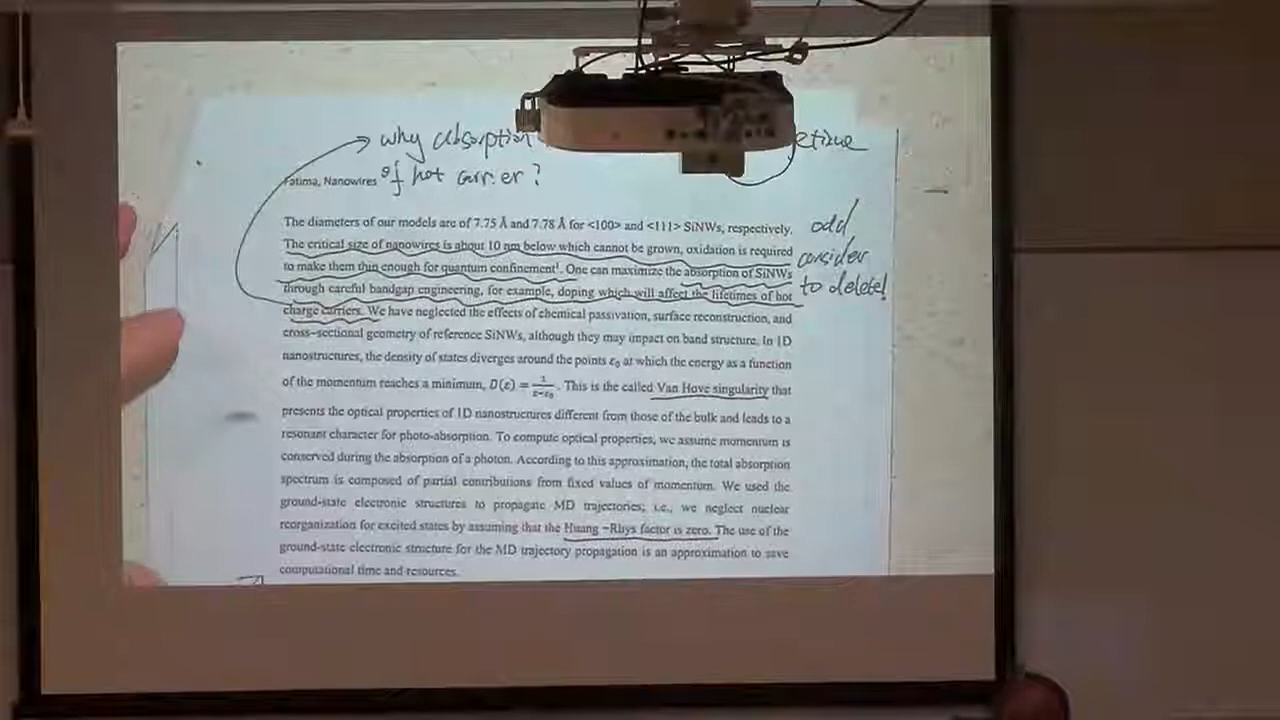 why absorption
etime
of hot carrier?
Fatima, Nanowires
The diameters of our models are of 7.75 Å and 7.78 Å for <100> and <111> SiNWs, respectively.
The critical size of nanowires is about 10 nm below which cannot be grown, oxidation is required
to make them thin enough for quantum confinement¹. One can maximize the absorption of SiNWs
through careful bandgap engineering, for example, doping which will affect the lifetimes of hot
charge carriers. We have neglected the effects of chemical passivation, surface reconstruction, and
cross-sectional geometry of reference SiNWs, although they may impact on band structure. In 1D
nanostructures, the density of states diverges around the points ε₀ at which the energy as a function
of the momentum reaches a minimum, D(ε) = 1/(ε−ε₀). This is the called Van Hove singularity that
presents the optical properties of 1D nanostructures different from those of the bulk and leads to a
resonant character for photo-absorption. To compute optical properties, we assume momentum is
conserved during the absorption of a photon. According to this approximation, the total absorption
spectrum is composed of partial contributions from fixed values of momentum. We used the
ground-state electronic structures to propagate MD trajectories; i.e., we neglect nuclear
reorganization for excited states by assuming that the Huang –Rhys factor is zero. The use of the
ground-state electronic structure for the MD trajectory propagation is an approximation to save
computational time and resources.
odd
consider
to delete!